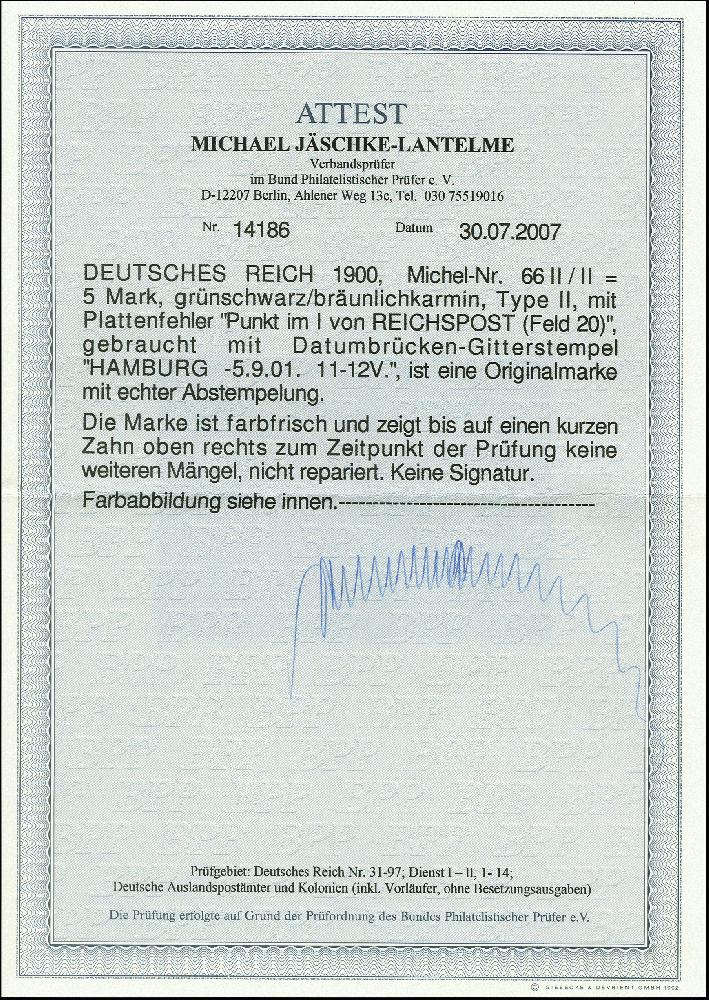 ATTEST
MICHAEL JÄSCHKE-LANTELME
Verbandsprüfer
im Bund Philatelistischer Prüfer e. V.
D-12207 Berlin, Ahlener Weg 13c, Tel. 030 75519016
Nr. 14186 Datum 30.07.2007
DEUTSCHES REICH 1900, Michel-Nr. 66 II / II =
5 Mark, grünschwarz/bräunlichkarmin, Type II, mit
Plattenfehler "Punkt im I von REICHSPOST (Feld 20)",
gebraucht mit Datumbrücken-Gitterstempel
"HAMBURG -5.9.01. 11-12V.", ist eine Originalmarke
mit echter Abstempelung.
Die Marke ist farbfrisch und zeigt bis auf einen kurzen
Zahn oben rechts zum Zeitpunkt der Prüfung keine
weiteren Mängel, nicht repariert. Keine Signatur.
Farbabbildung siehe innen.--------------------------------------
Prüfgebiet: Deutsches Reich Nr. 31-97; Dienst I – II, 1- 14;
Deutsche Auslandspostämter und Kolonien (inkl. Vorläufer, ohne Besetzungsausgaben)
Die Prüfung erfolgte auf Grund der Prüfordnung des Bundes Philatelistischer Prüfer e.V.
© GIESECKE & DEVRIENT GMBH 1992